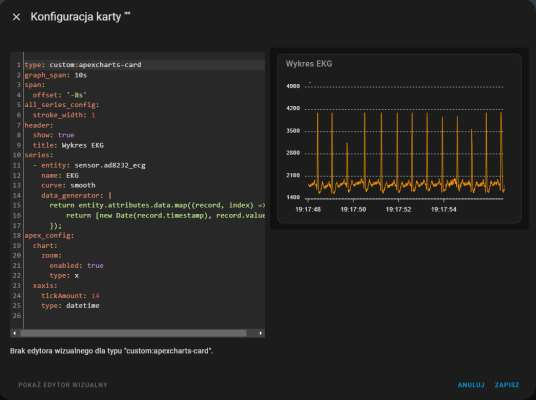 Konfiguracja karty ""
1 type: custom:apexcharts-card
2 graph_span: 10s
3 span:
4 offset: '-8s'
5 all_series_config:
6 stroke_width: 1
7 header:
8 show: true
9 title: Wykres EKG
10 series:
11 - entity: sensor.ad8232_ecg
12 name: EKG
13 curve: smooth
14 data_generator: |
15 return entity.attributes.data.map((record, index) =>
16 return [new Date(record.timestamp), record.value
17 });
18 apex_config:
19 chart:
20 zoom:
21 enabled: true
22 type: x
23 xaxis:
24 tickAmount: 14
25 type: datetime
26
Wykres EKG
4200
3500
2800
2100
1400
19:17:48
19:17:50
19:17:52
19:17:54
Brak edytora wizualnego dla typu "custom:apexcharts-card".
POKAŻ EDYTOR WIZUALNY
ANULUJ
ZAPISZ